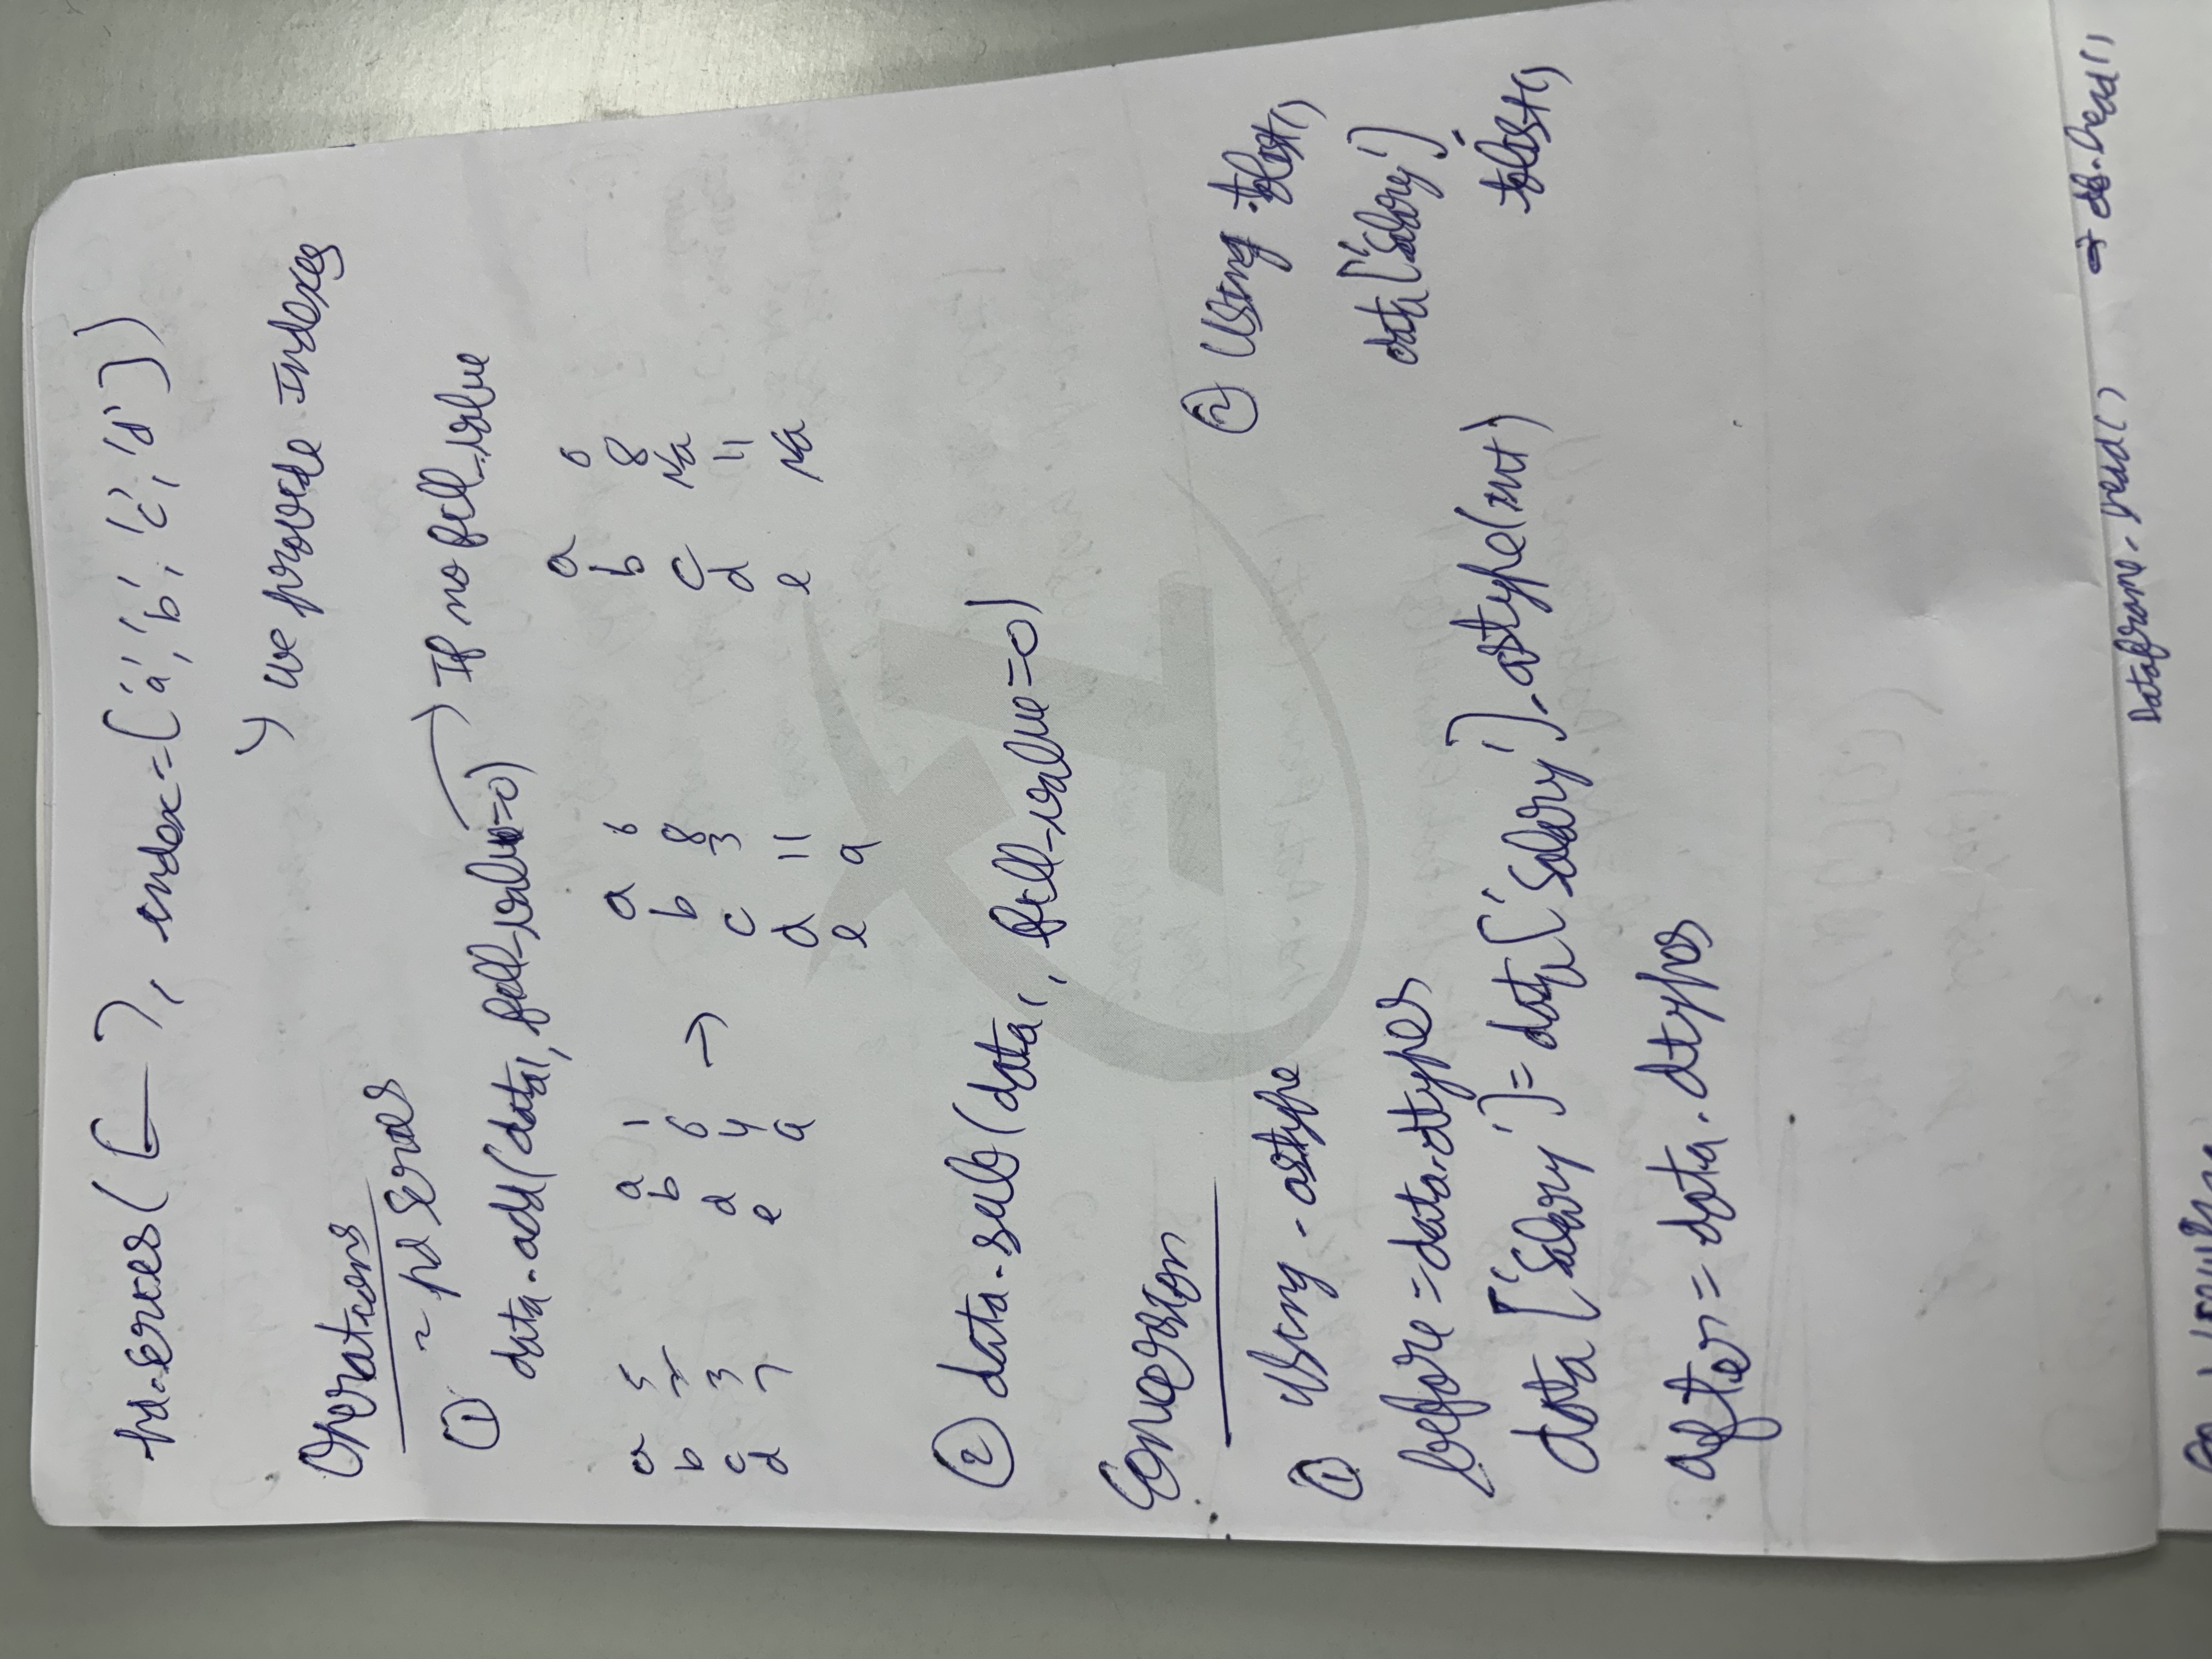 pd.Series([— ], index=['a', 'b', 'c', 'd'])
↳ we provide Indexes
Operations
~ pd Series
① data.add(data1, fill_value=0) → If no fill_value
a 5   a 1   →   a 6   a 6
b 2   b 6   b 8   b 8
c 3   d 4   c 3   c Na
d 7   e 9   d 11   d 11
e 9   e Na
② data.sub(data1, fill_value=0)
Conversion
① Using .astype
before = data.dtypes
data['Salary'] = data['Salary'].astype(int)
after = data.dtypes
② Using .tolist()
data['Salary']
.tolist()
Dataframe.head() → df.head()